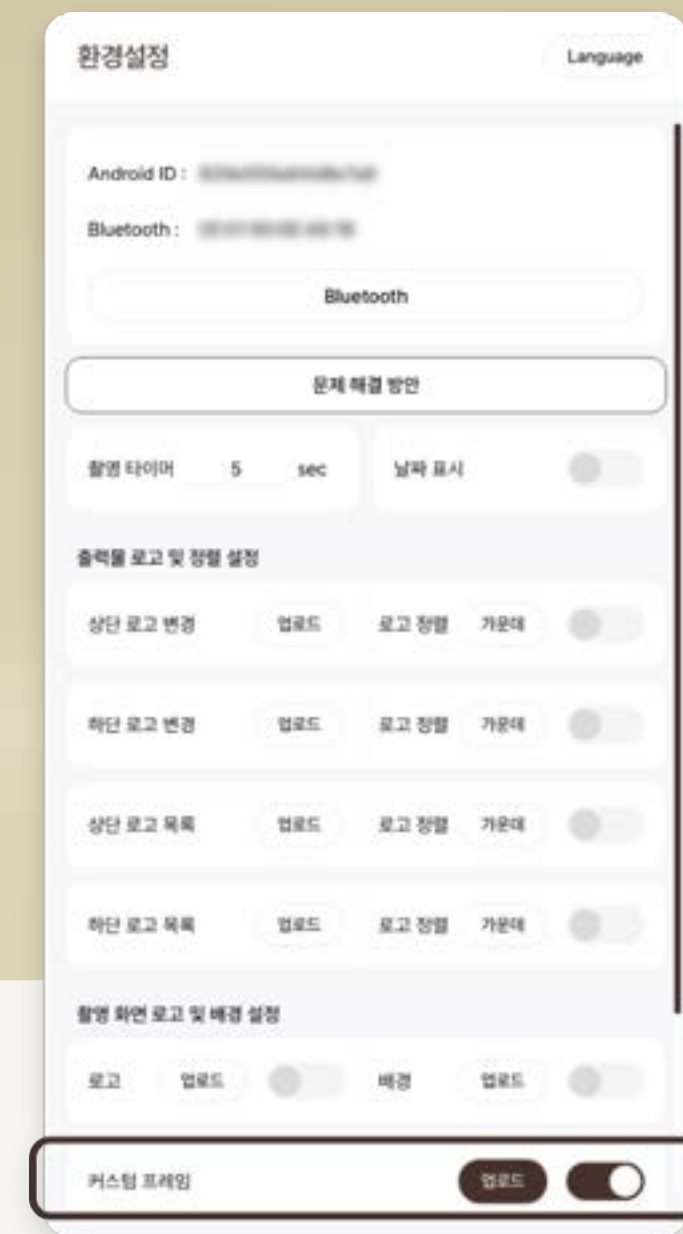 환경설정 Language
Android ID :
Bluetooth :
Bluetooth
문제 해결 방안
촬영 타이머 5 sec 날짜 표시
출력물 로고 및 정렬 설정
상단 로고 변경 업로드 로고 정렬 가운데
하단 로고 변경 업로드 로고 정렬 가운데
상단 로고 목록 업로드 로고 정렬 가운데
하단 로고 목록 업로드 로고 정렬 가운데
촬영 화면 로고 및 배경 설정
로고 업로드 배경 업로드
커스텀 프레임 업로드